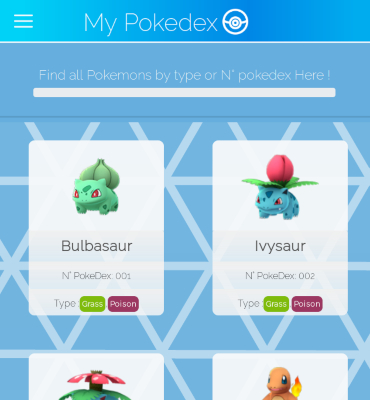 My Pokedex
Find all Pokemons by type or N° pokedex Here !
Bulbasaur
N° PokeDex: 001
Type : Grass Poison
Ivysaur
N° PokeDex: 002
Type : Grass Poison